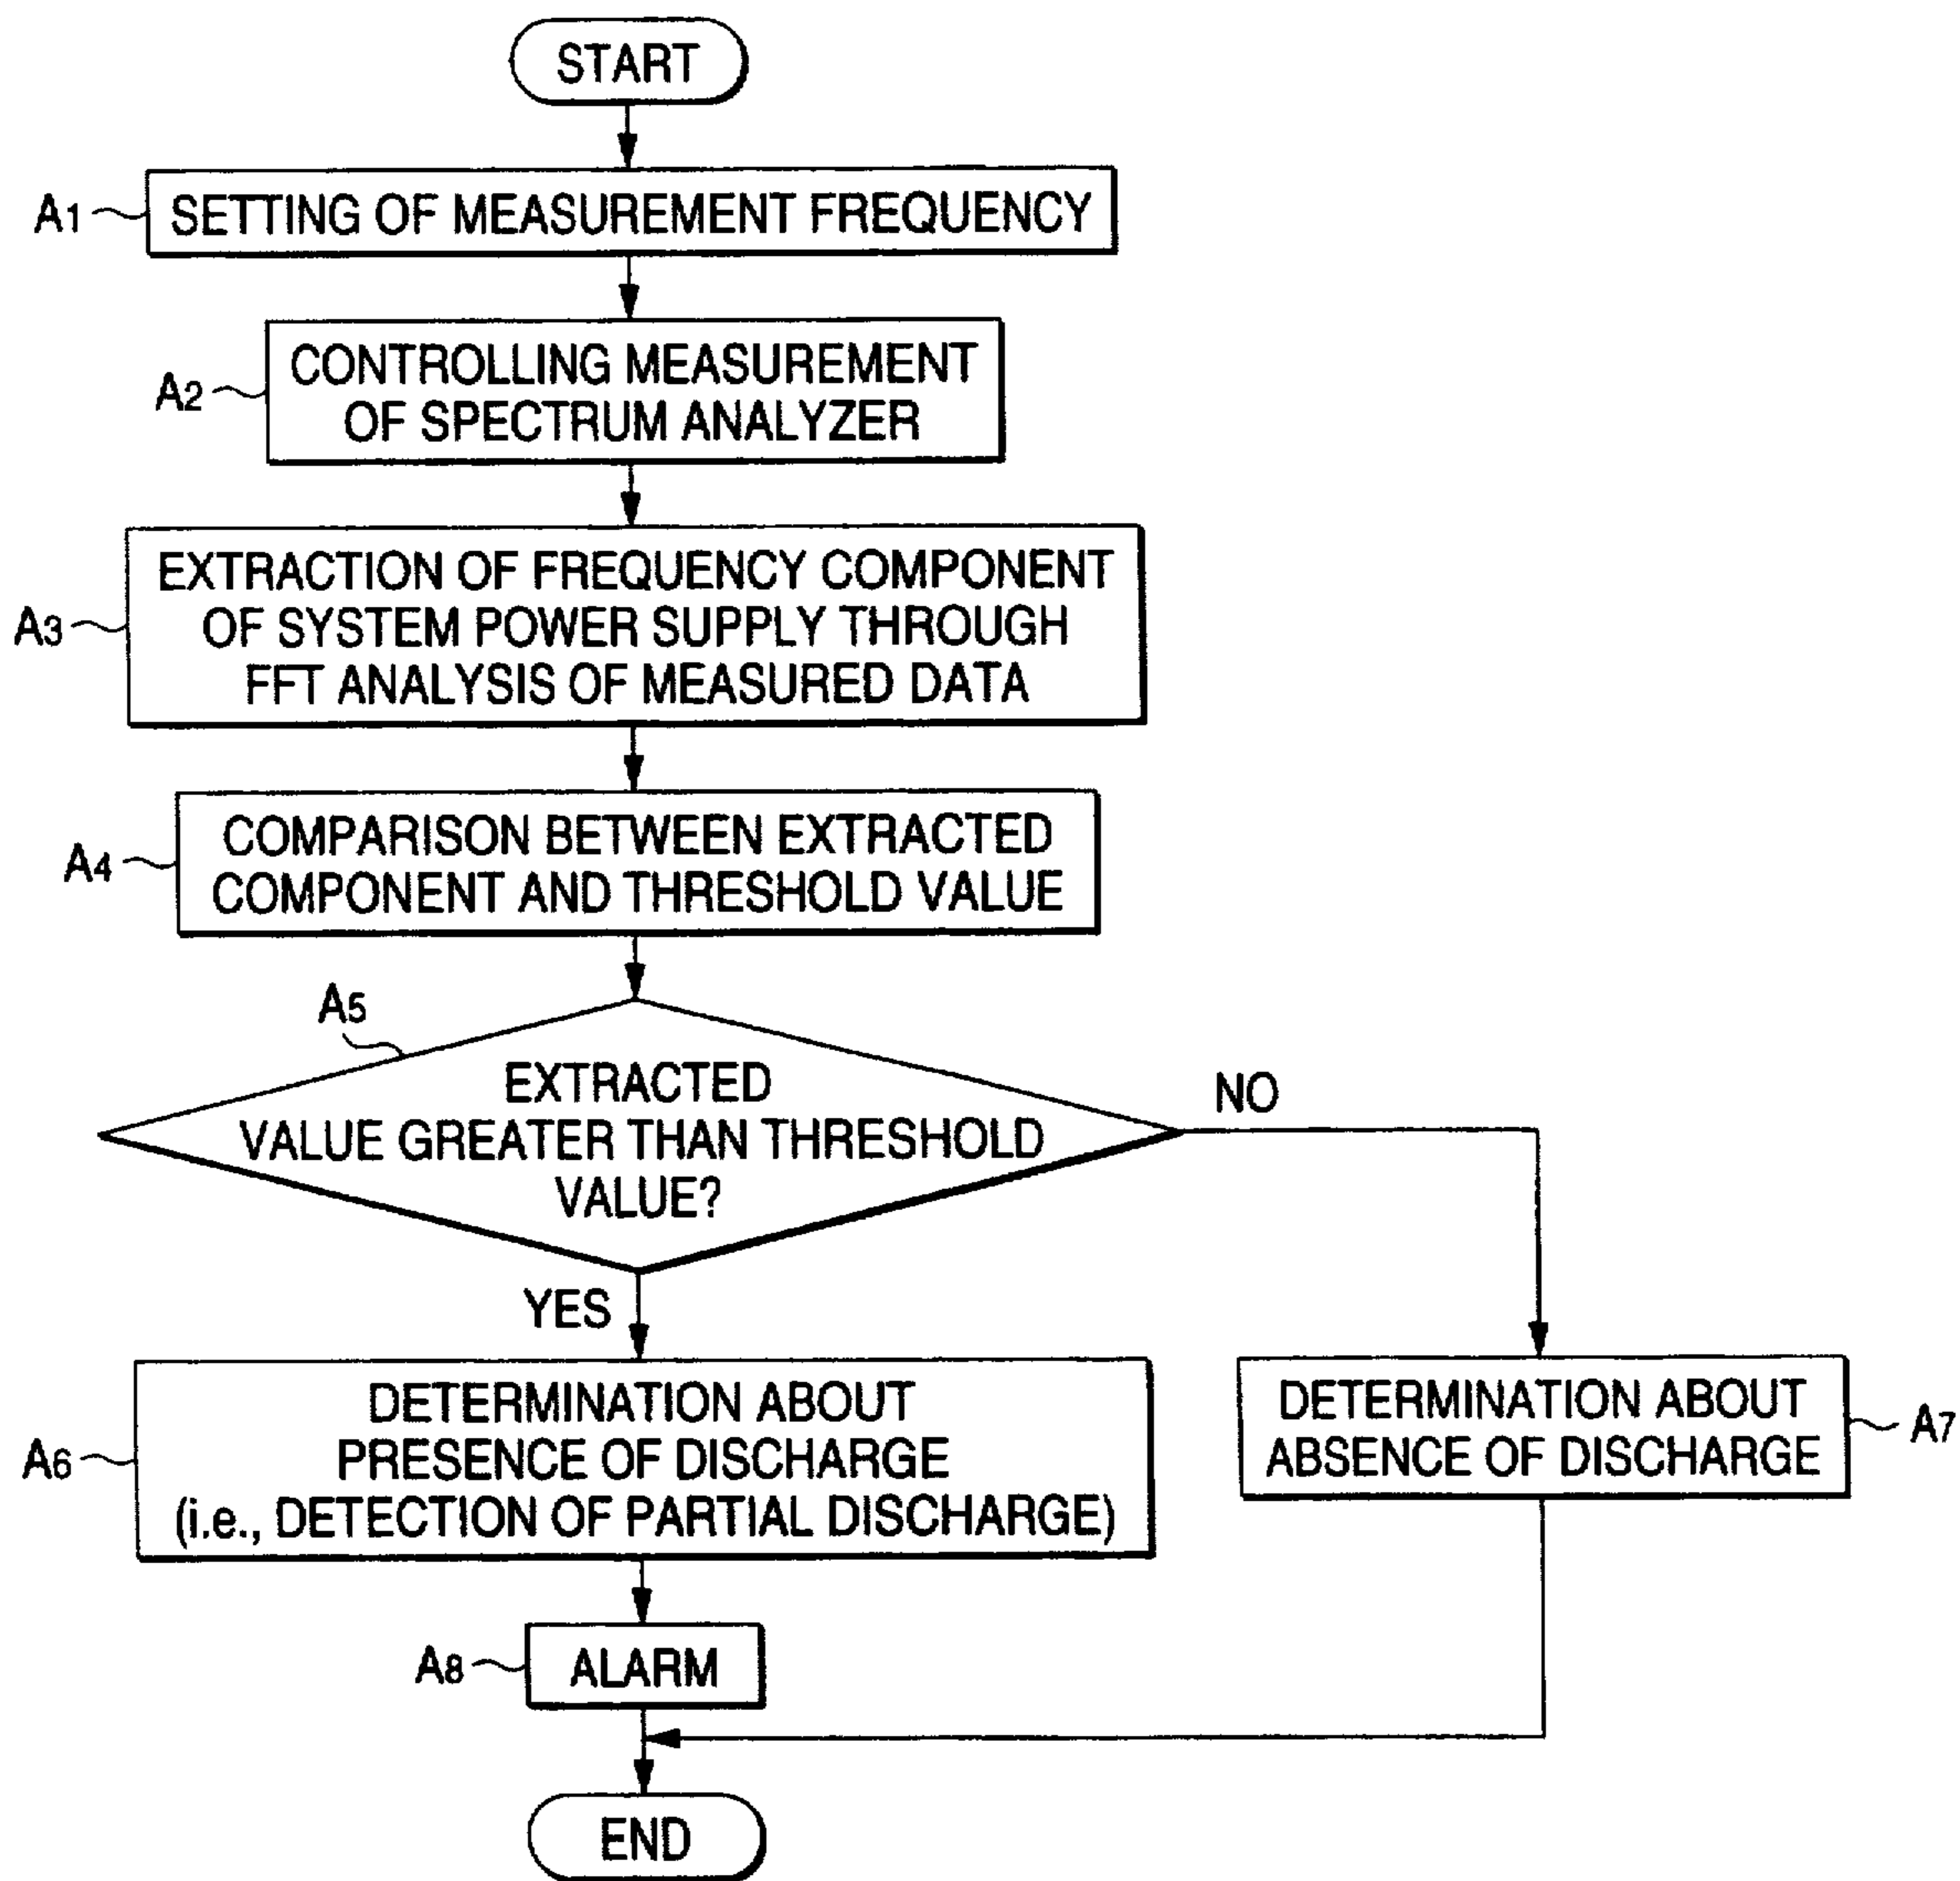 START
A1
SETTING OF MEASUREMENT FREQUENCY
A2
CONTROLLING MEASUREMENT
OF SPECTRUM ANALYZER
A3
EXTRACTION OF FREQUENCY COMPONENT
OF SYSTEM POWER SUPPLY THROUGH
FFT ANALYSIS OF MEASURED DATA
A4
COMPARISON BETWEEN EXTRACTED
COMPONENT AND THRESHOLD VALUE
A5
EXTRACTED
VALUE GREATER THAN THRESHOLD
VALUE?
NO
YES
A6
DETERMINATION ABOUT
PRESENCE OF DISCHARGE
(i.e., DETECTION OF PARTIAL DISCHARGE)
DETERMINATION ABOUT
ABSENCE OF DISCHARGE
A7
A8
ALARM
END